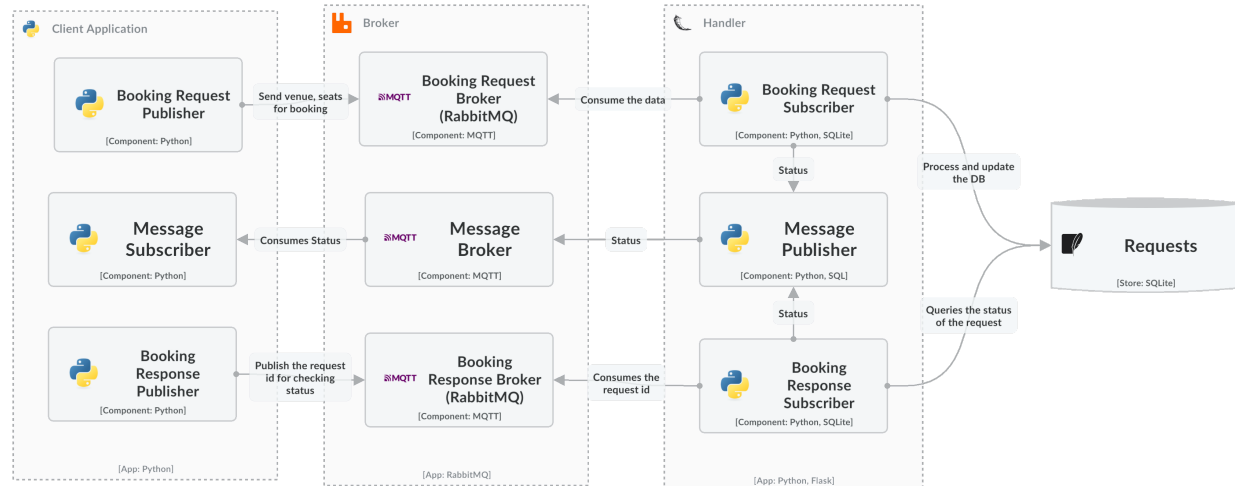 Client Application
Booking Request
Publisher
[Component: Python]
Message
Subscriber
[Component: Python]
Booking
Response
Publisher
[Component: Python]
[App: Python]
Send venue, seats
for booking
Consumes Status
Publish the request
id for checking
status
Broker
MQTT
Booking Request
Broker
(RabbitMQ)
[Component: MQTT]
MQTT
Message
Broker
[Component: MQTT]
MQTT
Booking
Response Broker
(RabbitMQ)
[Component: MQTT]
[App: RabbitMQ]
Consume the data
Status
Consumes the
request id
Handler
Booking Request
Subscriber
[Component: Python, SQLite]
Status
Message
Publisher
[Component: Python, SQL]
Status
Booking
Response
Subscriber
[Component: Python, SQLite]
[App: Python, Flask]
Process and update
the DB
Queries the status
of the request
Requests
[Store: SQLite]